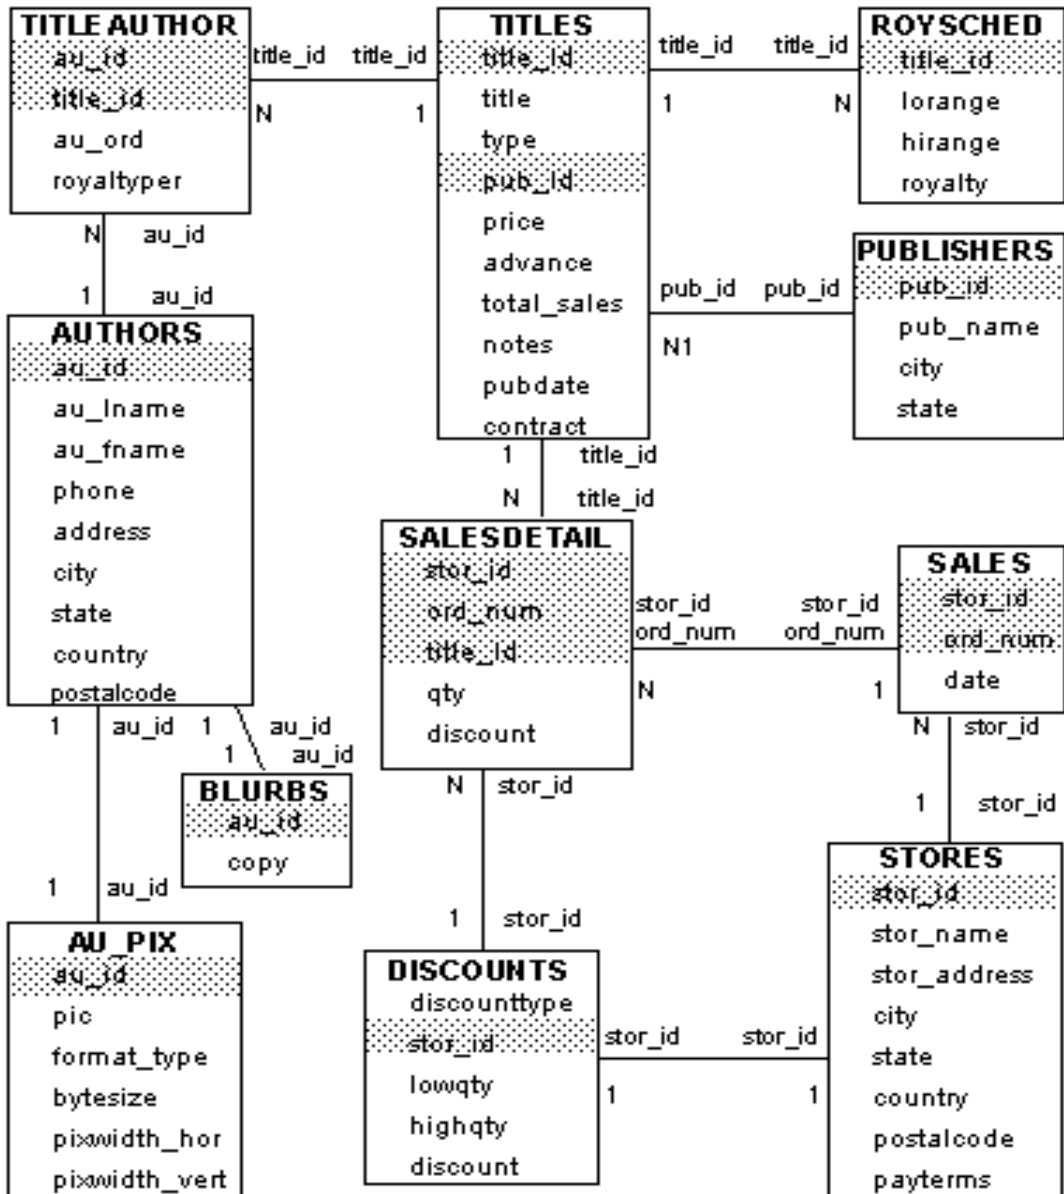 TITLEAUTHOR
au_id
title_id
au_ord
royaltyper
title_id title_id
N 1
TITLES
title_id
title
type
pub_id
price
advance
total_sales
notes
pubdate
contract
title_id title_id
1 N
ROYSCHED
title_id
lorange
hirange
royalty
N au_id
1 au_id
pub_id pub_id
N1
PUBLISHERS
pub_id
pub_name
city
state
AUTHORS
au_id
au_lname
au_fname
phone
address
city
state
country
postalcode
1 title_id
N title_id
SALESDETAIL
stor_id
ord_num
title_id
qty
discount
stor_id stor_id
ord_num ord_num
N 1
SALES
stor_id
ord_num
date
1 au_id 1 au_id
1 au_id
BLURBS
au_id
copy
N stor_id
1 stor_id
N stor_id
1 stor_id
1 au_id
AU_PIX
au_id
pic
format_type
bytesize
pixwidth_hor
pixwidth_vert
DISCOUNTS
discounttype
stor_id
lowqty
highqty
discount
stor_id stor_id
1 1
STORES
stor_id
stor_name
stor_address
city
state
country
postalcode
payterms